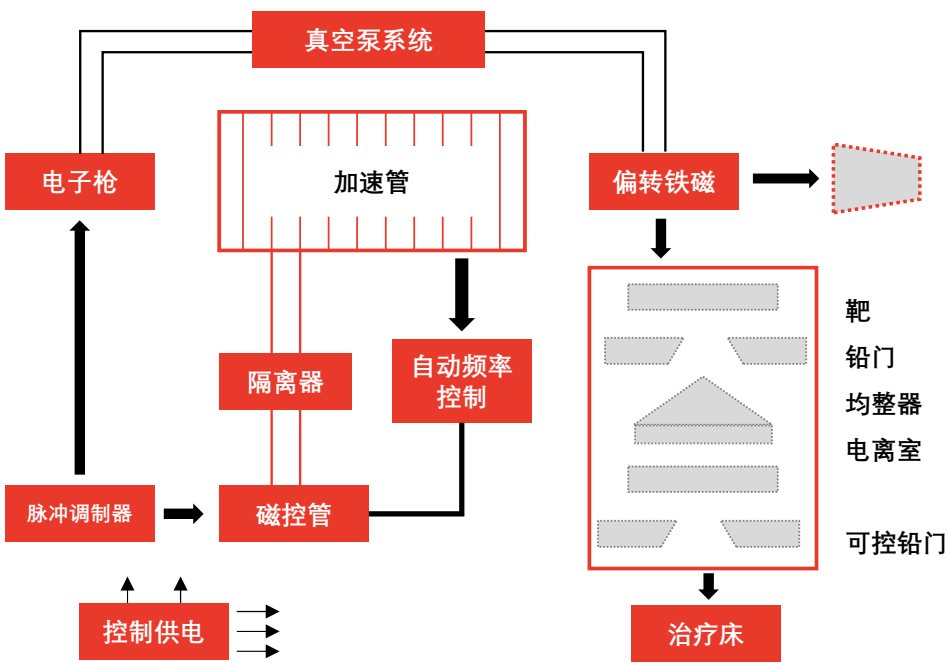 真空泵系统
电子枪
加速管
偏转铁磁
靶
铅门
均整器
电离室
可控铅门
隔离器
自动频率
控制
脉冲调制器
磁控管
控制供电
治疗床